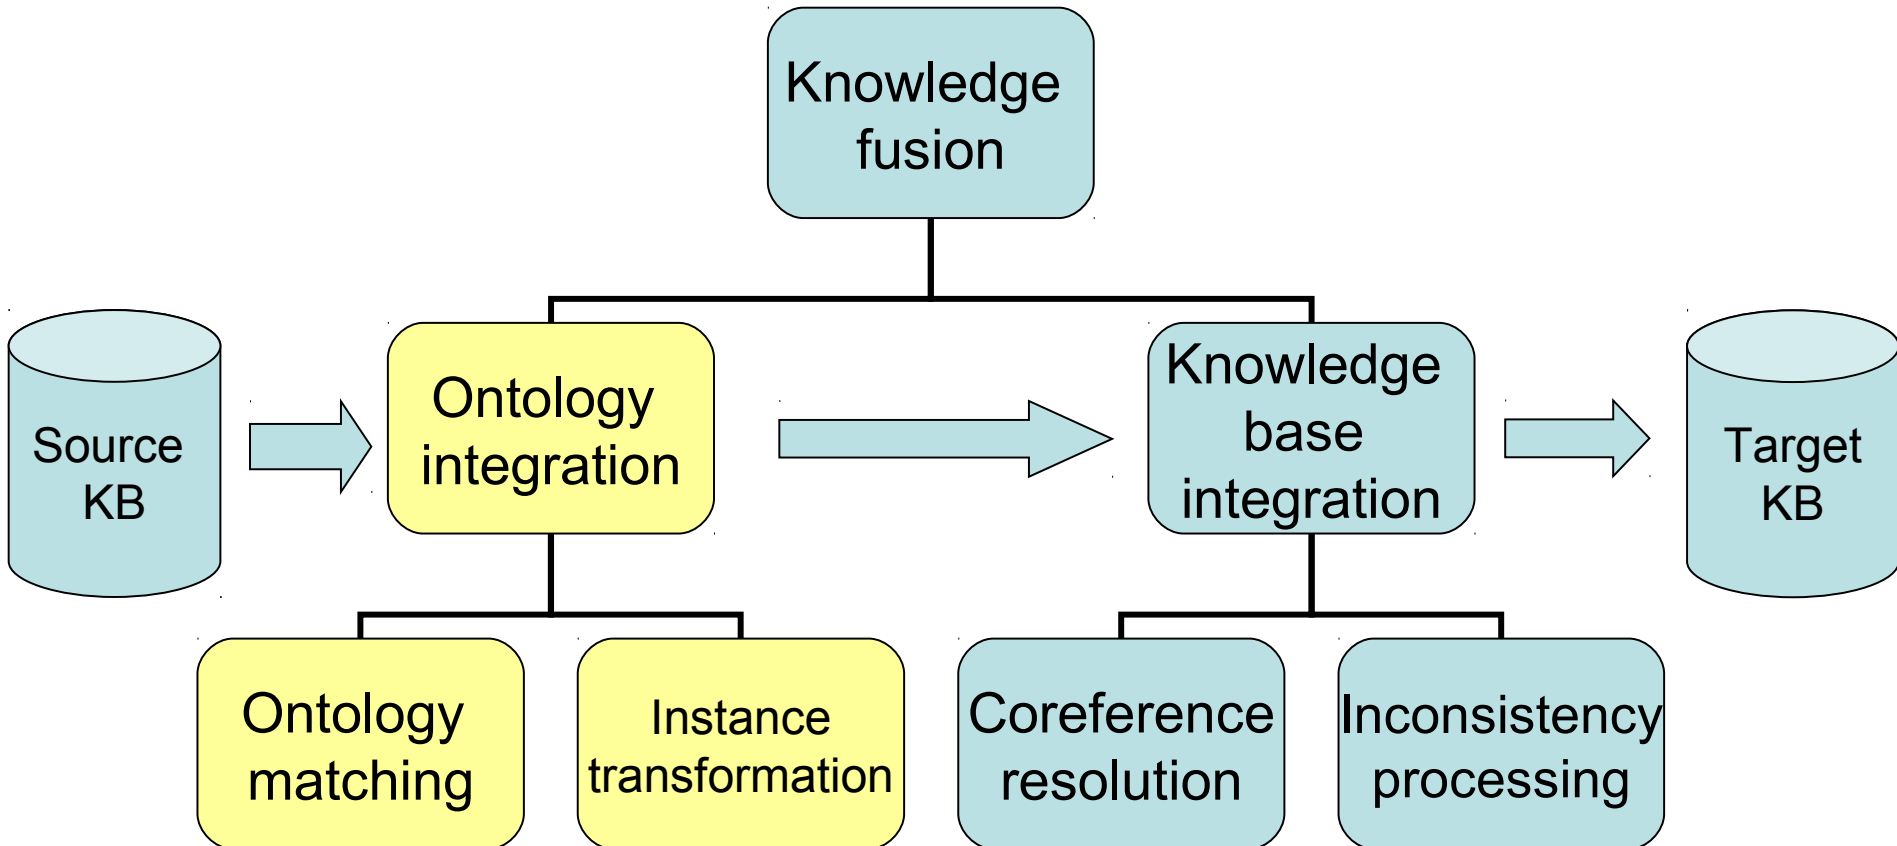 Knowledge
fusion
Source
KB
Ontology
integration
Knowledge
base
integration
Target
KB
Ontology
matching
Instance
transformation
Coreference
resolution
Inconsistency
processing